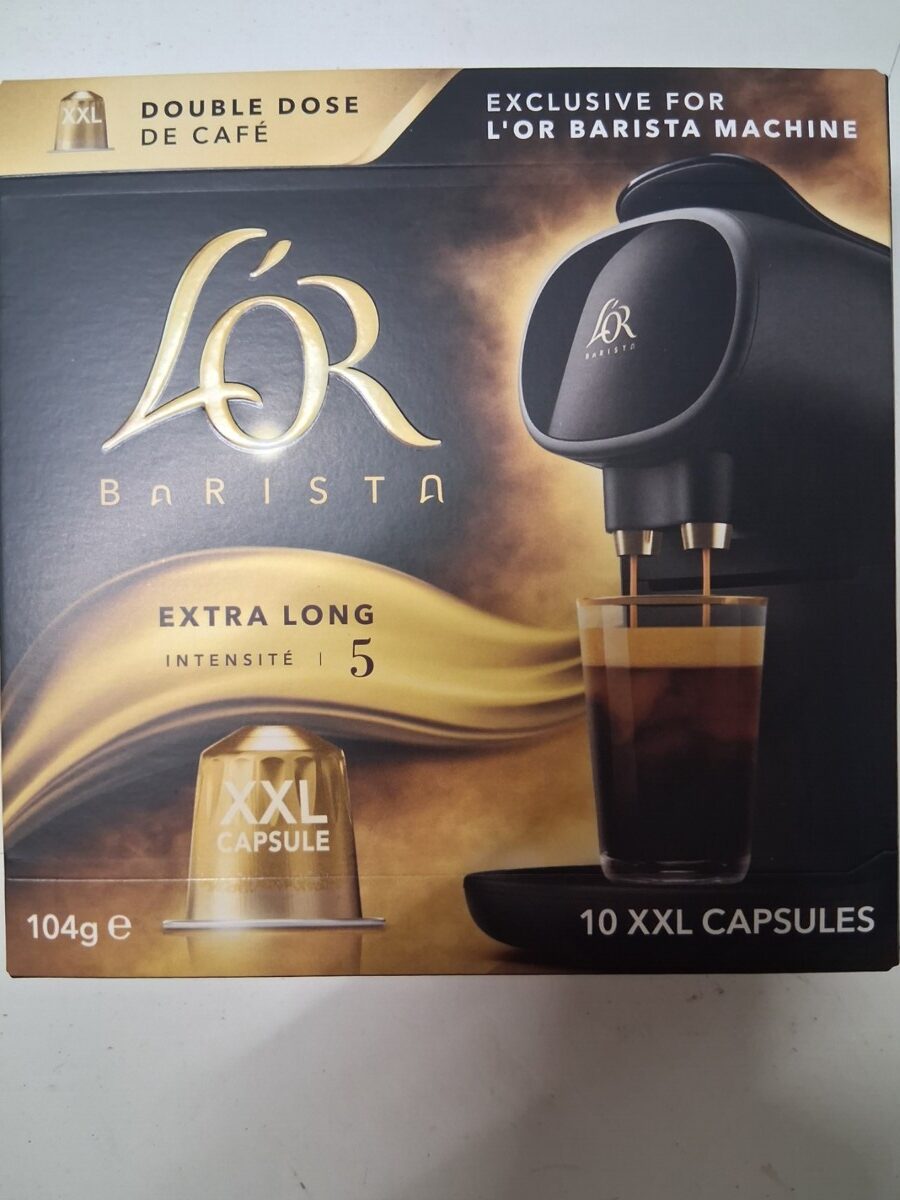 XXL
DOUBLE DOSE
DE CAFÉ
EXCLUSIVE FOR
L'OR BARISTA MACHINE
L'OR
BARISTA
L'OR
BARISTA
EXTRA LONG
INTENSITÉ | 5
XXL
CAPSULE
104g ℮
10 XXL CAPSULES